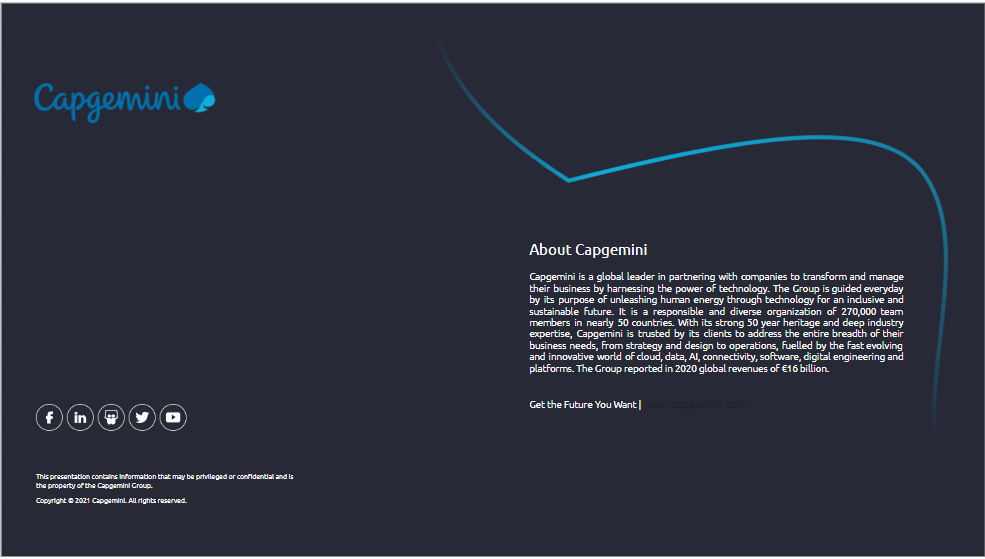 Capgemini
About Capgemini
Capgemini is a global leader in partnering with companies to transform and manage
their business by harnessing the power of technology. The Group is guided everyday
by its purpose of unleashing human energy through technology for an inclusive and
sustainable future. It is a responsible and diverse organization of 270,000 team
members in nearly 50 countries. With its strong 50 year heritage and deep industry
expertise, Capgemini is trusted by its clients to address the entire breadth of their
business needs, from strategy and design to operations, fuelled by the fast evolving
and innovative world of cloud, data, AI, connectivity, software, digital engineering and
platforms. The Group reported in 2020 global revenues of €16 billion.
Get the Future You Want | www.capgemini.com
This presentation contains information that may be privileged or confidential and is
the property of the Capgemini Group.
Copyright © 2021 Capgemini. All rights reserved.